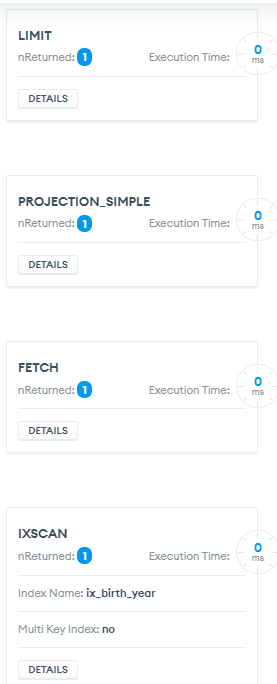 LIMIT
nReturned: 1 Execution Time: 0 ms
DETAILS
PROJECTION_SIMPLE
nReturned: 1 Execution Time: 0 ms
DETAILS
FETCH
nReturned: 1 Execution Time: 0 ms
DETAILS
IXSCAN
nReturned: 1 Execution Time: 0 ms
Index Name: ix_birth_year
Multi Key Index: no
DETAILS